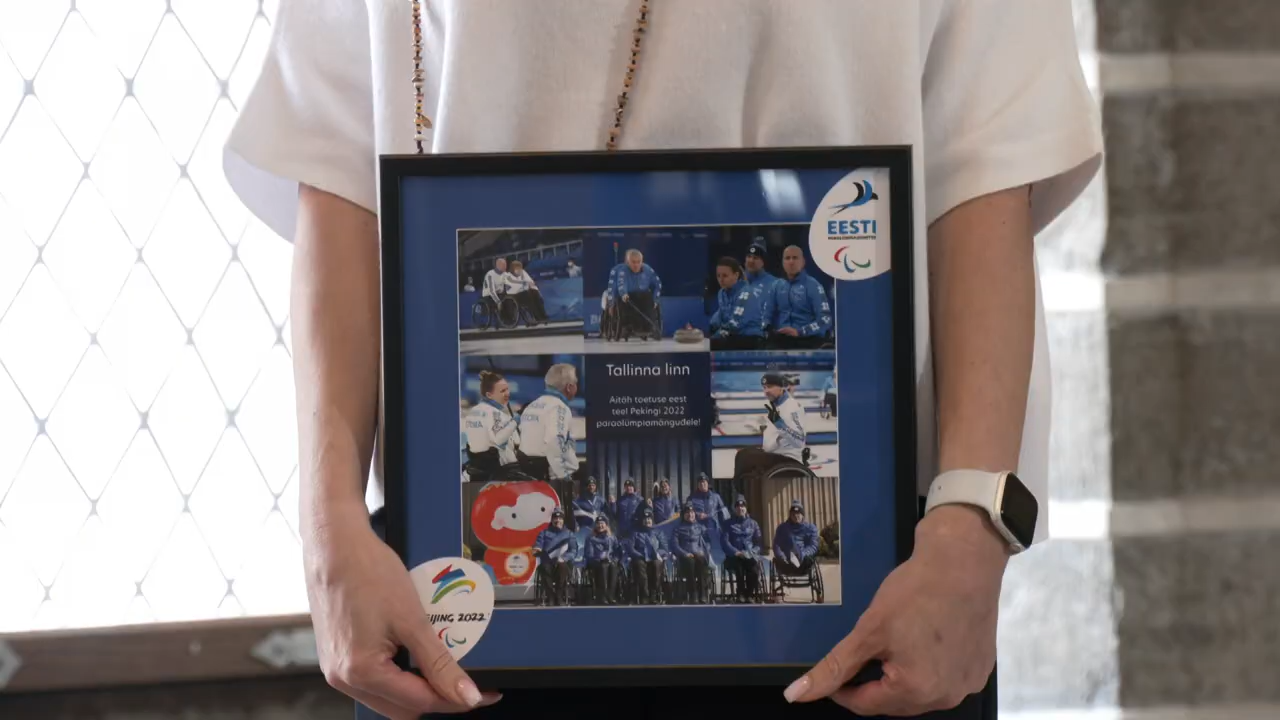 EESTI
Tallinna linn
Aitäh toetuse eest
teel Pekingi 2022
paraolümpiamängudele!
EIJING 2022